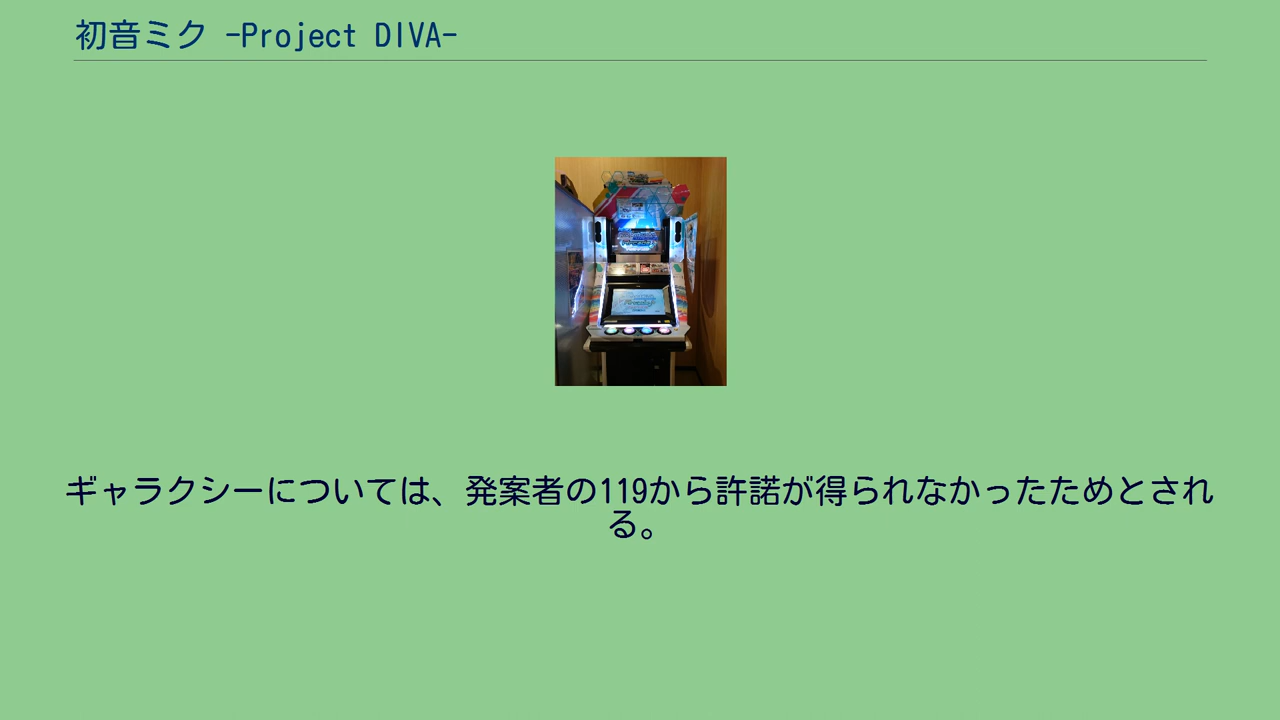 初音ミク -Project DIVA-
ギャラクシーについては、発案者の119から許諾が得られなかったためとされ
る。